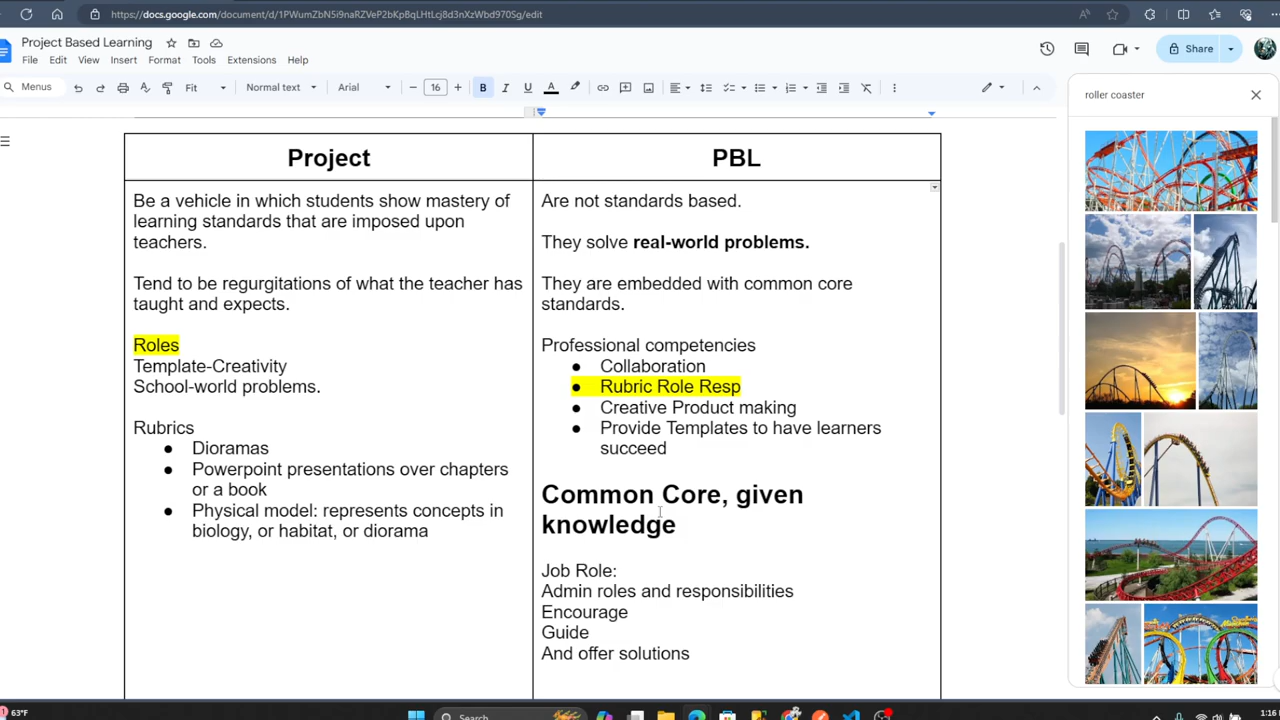 https://docs.google.com/document/d/1PWumZbN5i9naRZVeP2bKpBqLHtLcj8d3nXzWbd970Sg/edit
Project Based Learning
File Edit View Insert Format Tools Extensions Help
Share
Menus
Fit
Normal text
Arial
16
roller coaster
Project
PBL
Be a vehicle in which students show mastery of
learning standards that are imposed upon
teachers.
Tend to be regurgitations of what the teacher has
taught and expects.
Roles
Template-Creativity
School-world problems.
Rubrics
● Dioramas
● Powerpoint presentations over chapters
or a book
● Physical model: represents concepts in
biology, or habitat, or diorama
Are not standards based.
They solve real-world problems.
They are embedded with common core
standards.
Professional competencies
● Collaboration
● Rubric Role Resp
● Creative Product making
● Provide Templates to have learners
succeed
Common Core, given
knowledge
Job Role:
Admin roles and responsibilities
Encourage
Guide
And offer solutions
63°F
Search
1:16